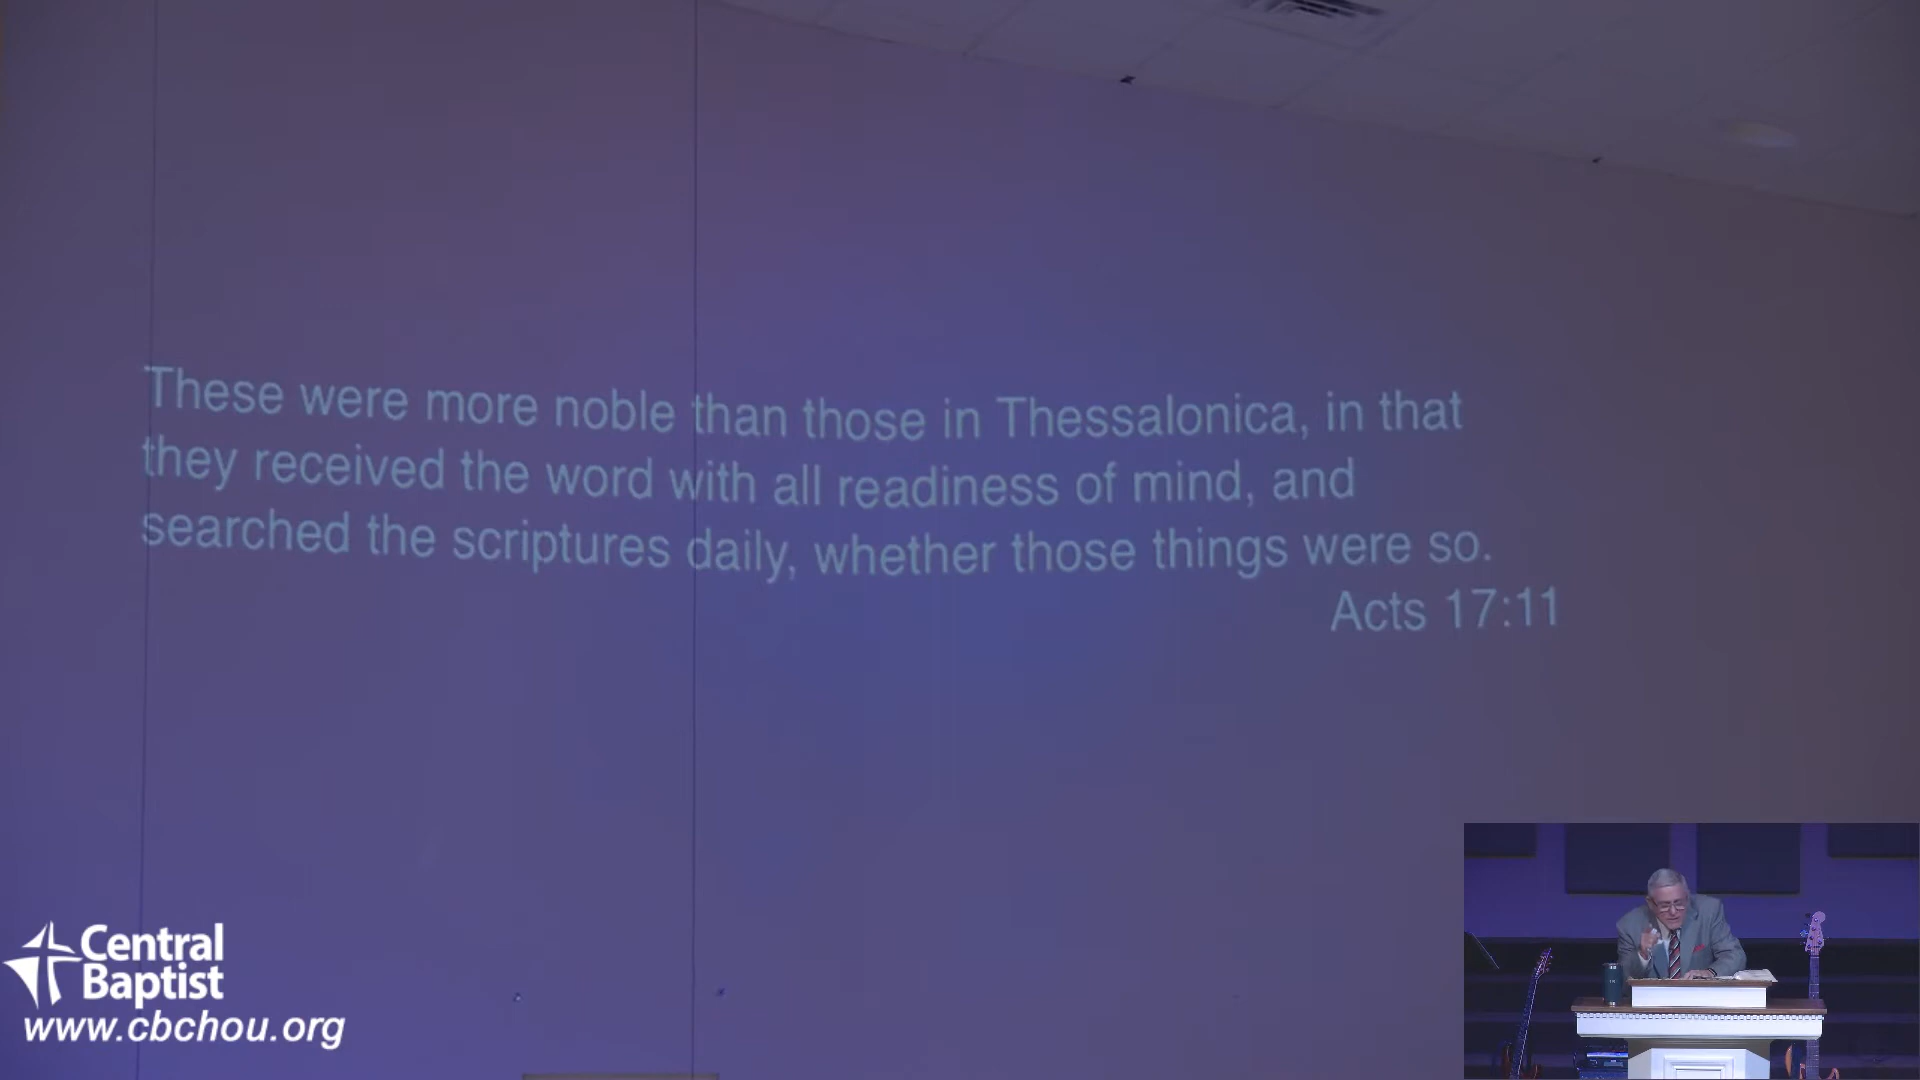 These were more noble than those in Thessalonica, in that
they received the word with all readiness of mind, and
searched the scriptures daily, whether those things were so.
Acts 17:11
Central
Baptist
www.cbchou.org